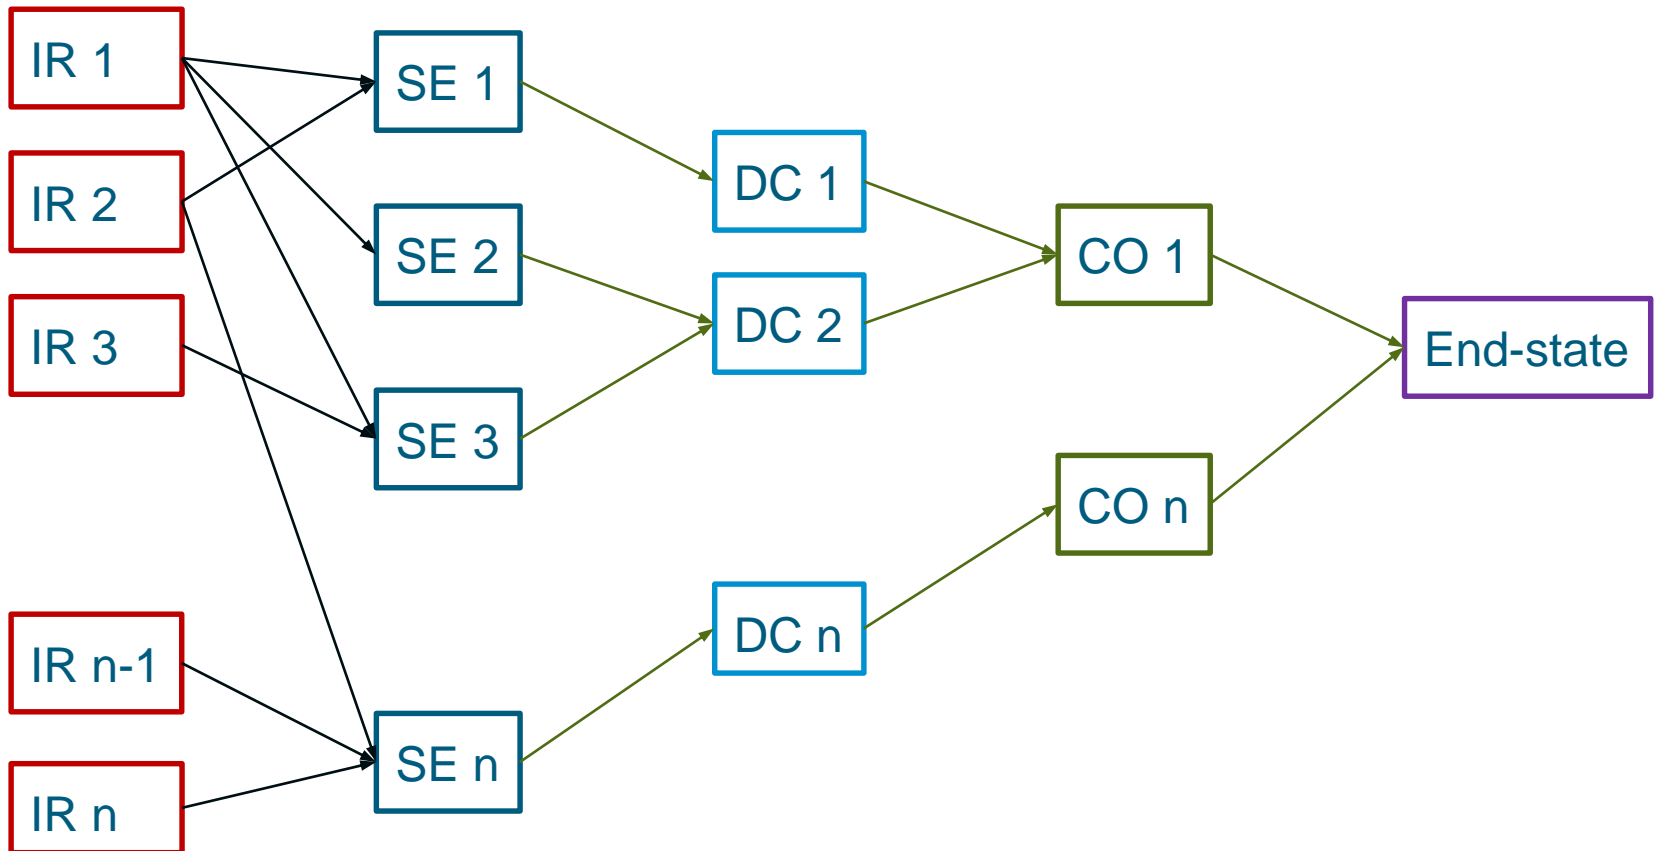 IR 1
IR 2
IR 3
IR n-1
IR n
SE 1
SE 2
SE 3
SE n
DC 1
DC 2
DC n
CO 1
CO n
End-state